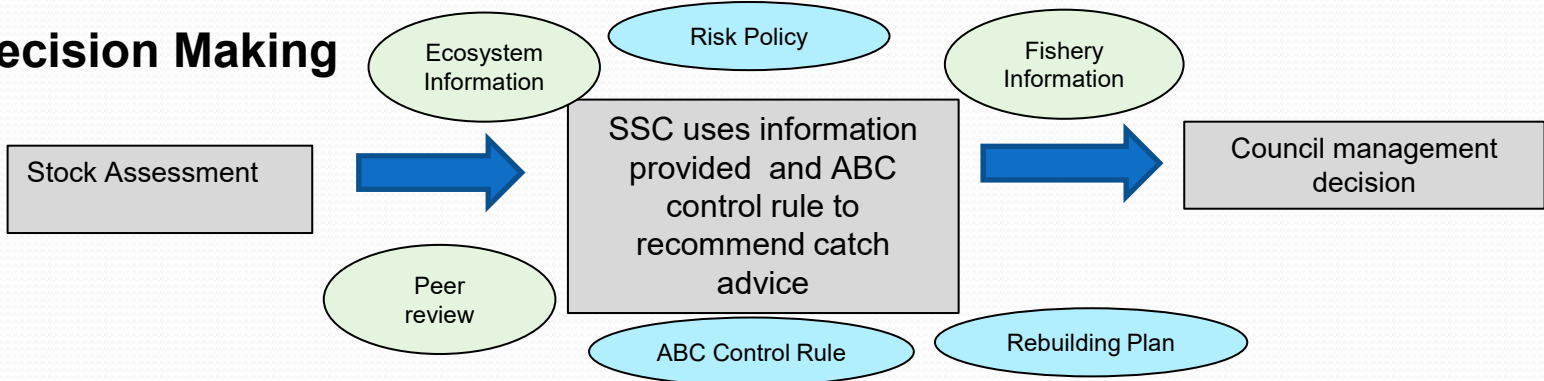 ecision Making
Ecosystem
Information
Risk Policy
Fishery
Information
Stock Assessment
SSC uses information
provided and ABC
control rule to
recommend catch
advice
Council management
decision
Peer
review
ABC Control Rule
Rebuilding Plan